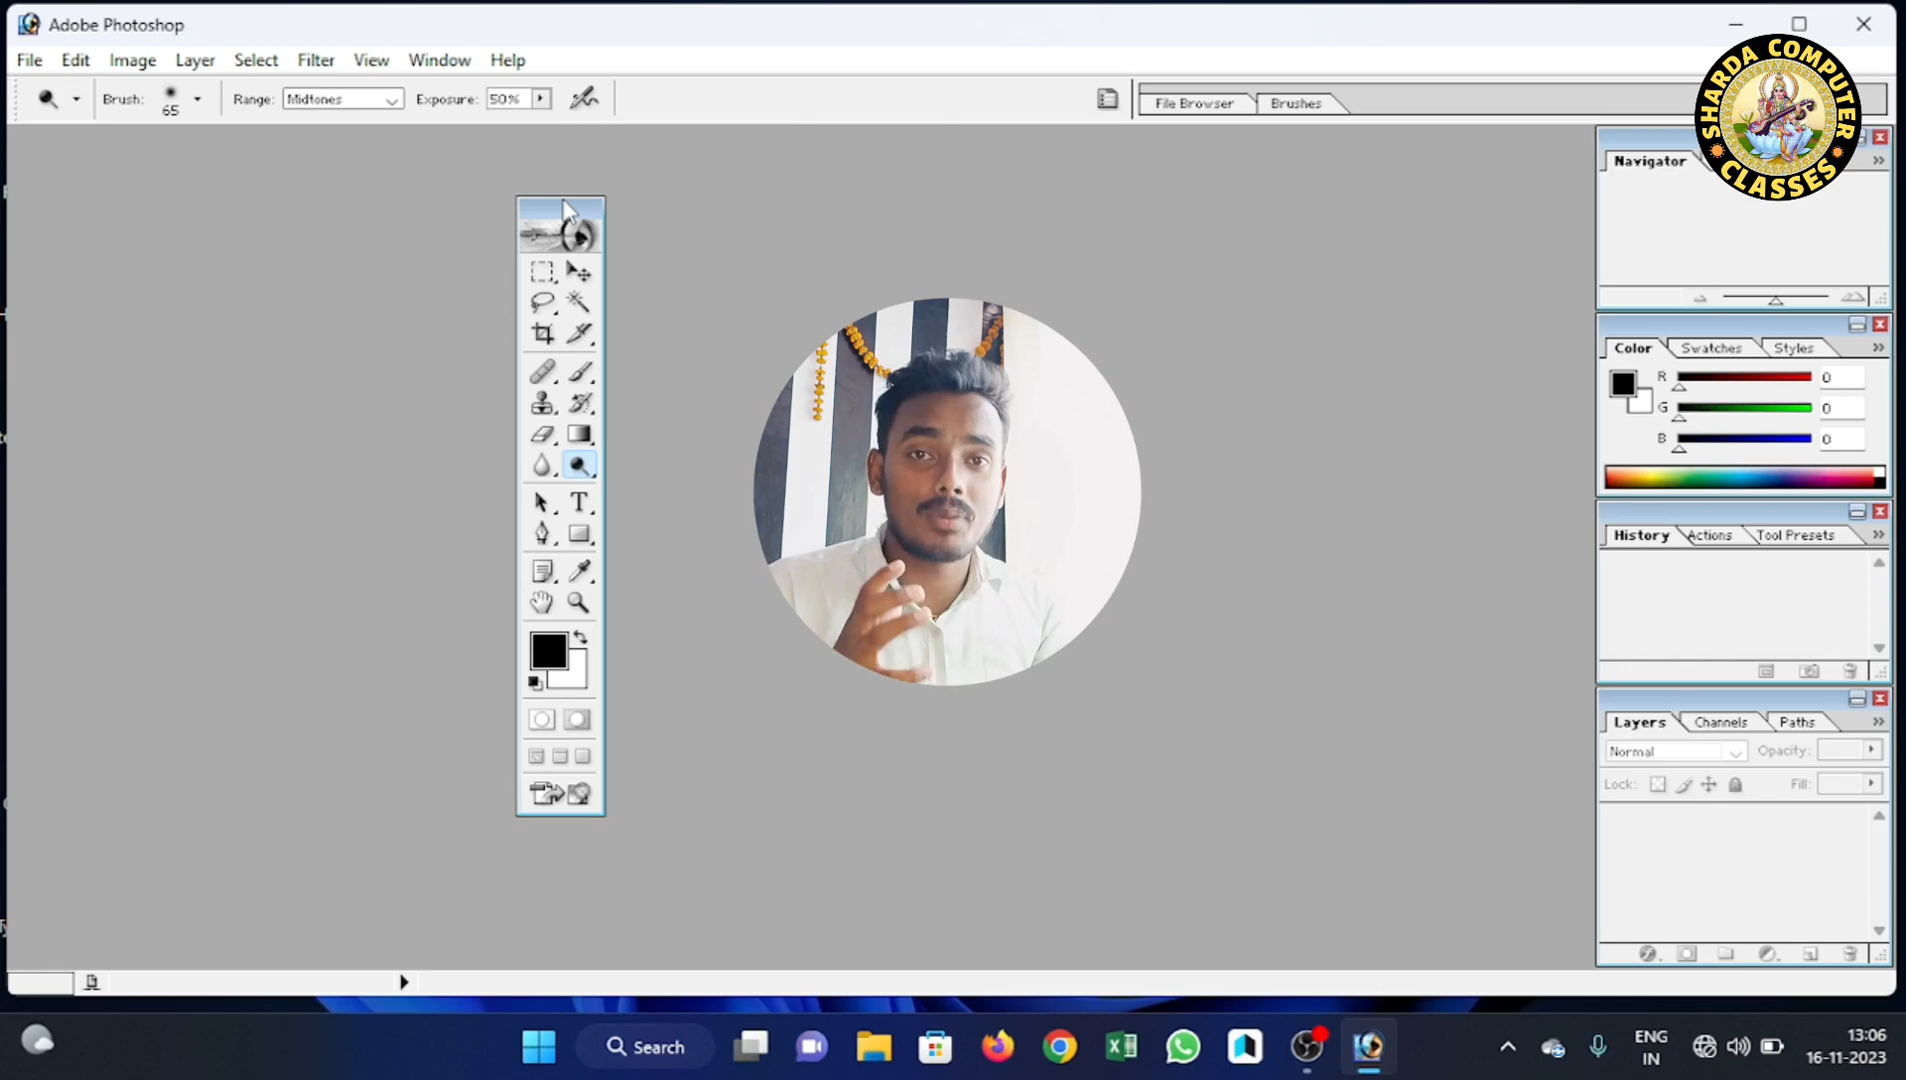 Adobe Photoshop
File Edit Image Layer Select Filter View Window Help
Brush: 65 Range: Midtones Exposure: 50% File Browser Brushes
SHARDA COMPUTER CLASSES
Navigator
Color Swatches Styles
R 0
G 0
B 0
History Actions Tool Presets
Layers Channels Paths
Normal Opacity:
Lock: Fill:
T
Search
ENG
IN
13:06
16-11-2023